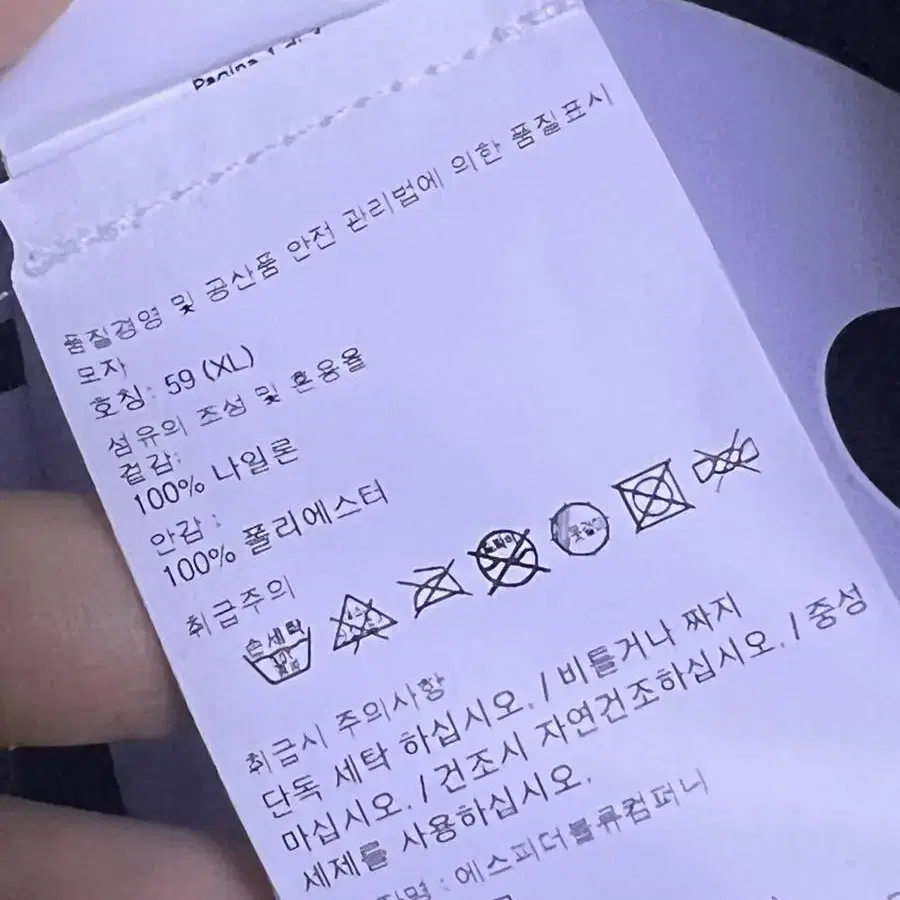 품질경영 및 공산품 안전 관리법에 의한 품질표시
모자
호칭: 59 (XL)
섬유의 조성 및 혼용율
겉감:
100% 나일론
안감 :
100% 폴리에스터
취급주의
손세탁
취급시 주의사항
단독 세탁 하십시오. / 비틀거나 짜지
마십시오. / 건조시 자연건조하십시오. / 중성
세제를 사용하십시오.
: 에스피더블류컴퍼니